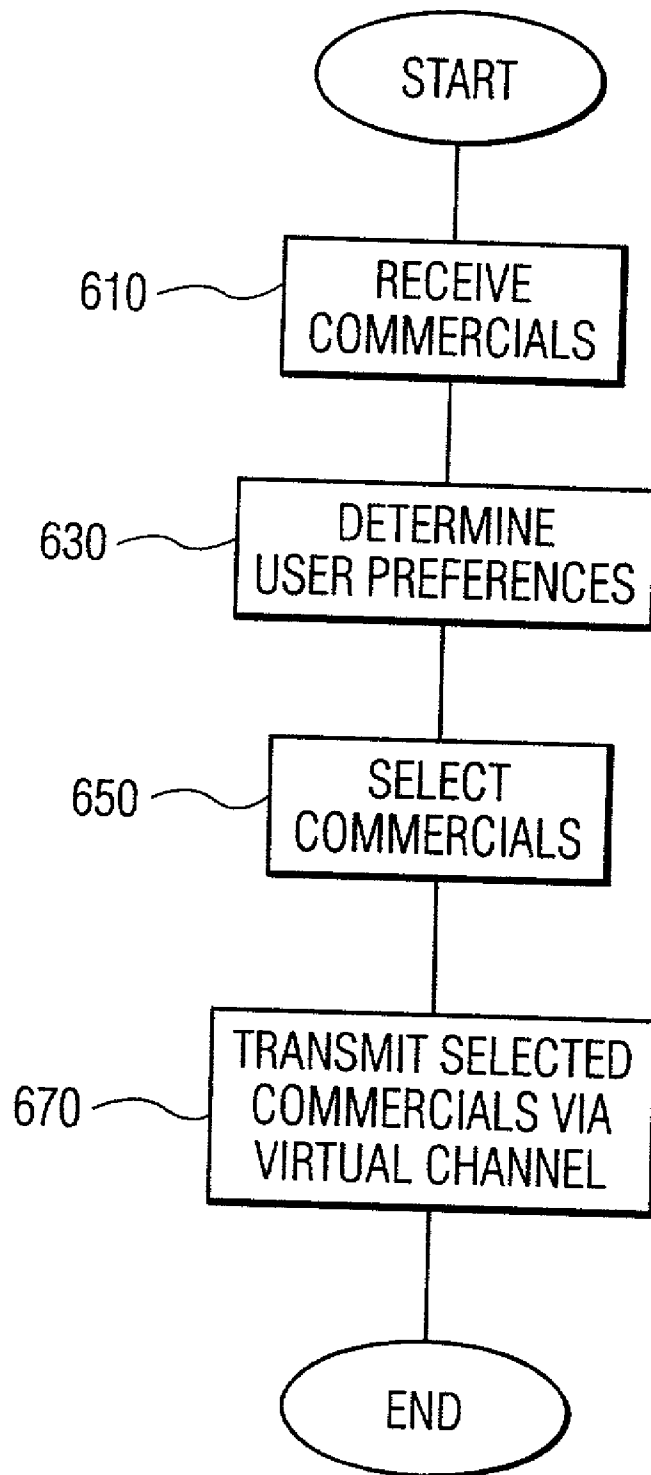 START
610
RECEIVE
COMMERCIALS
630
DETERMINE
USER PREFERENCES
650
SELECT
COMMERCIALS
670
TRANSMIT SELECTED
COMMERCIALS VIA
VIRTUAL CHANNEL
END